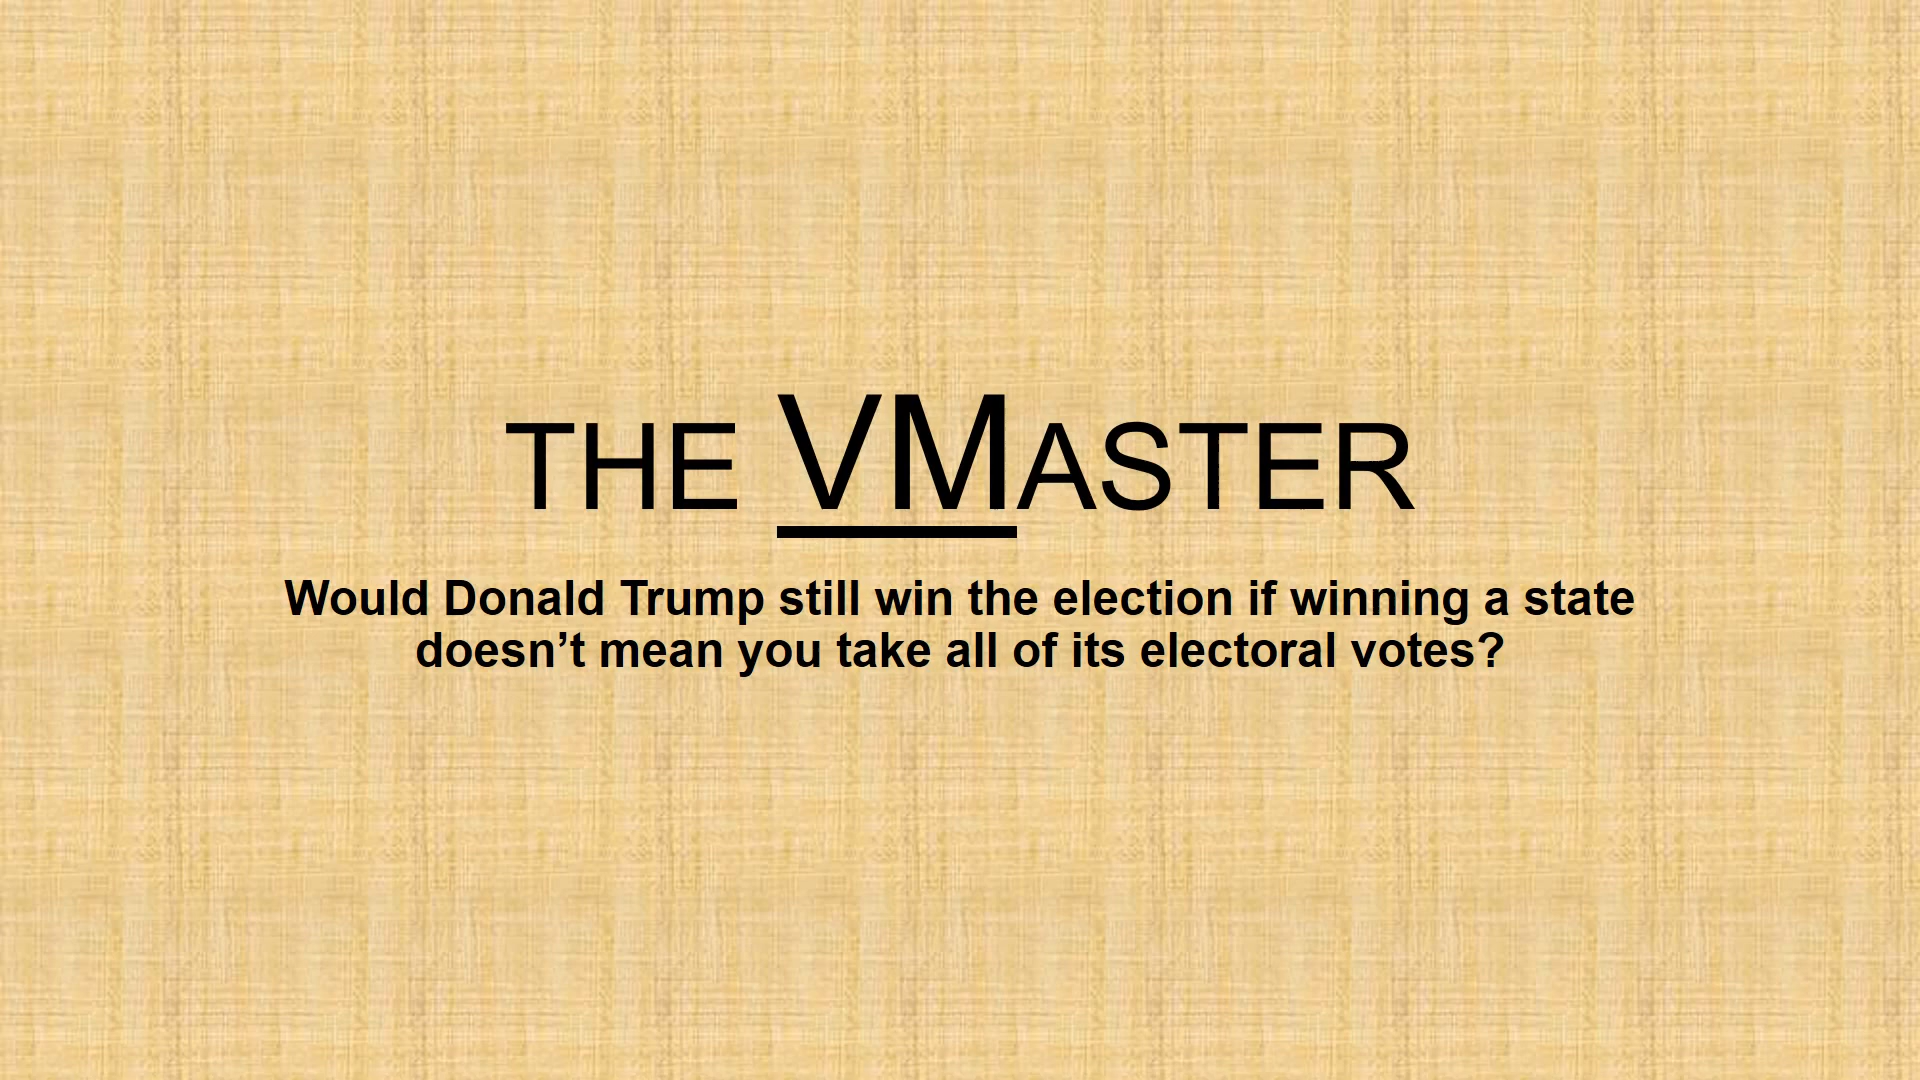 THE VMASTER
Would Donald Trump still win the election if winning a state
doesn’t mean you take all of its electoral votes?